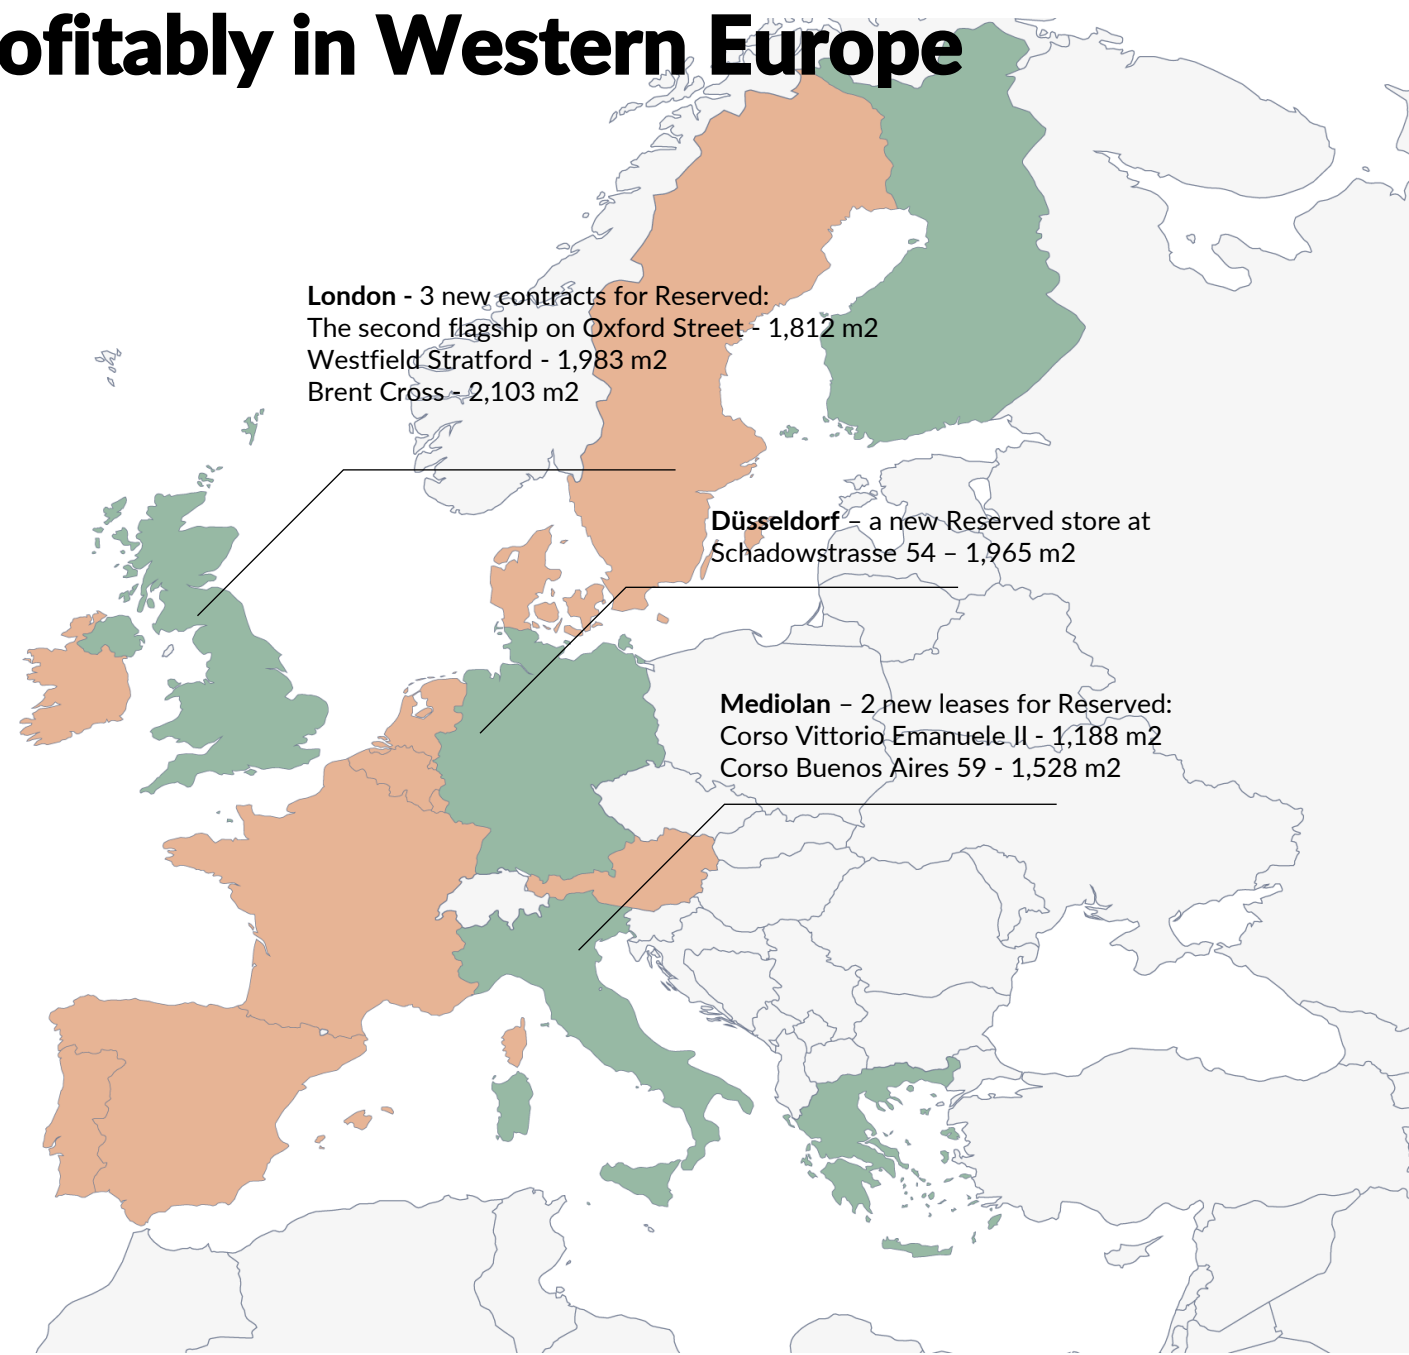 ofitably in Western Europe
London - 3 new contracts for Reserved:
The second flagship on Oxford Street - 1,812 m2
Westfield Stratford - 1,983 m2
Brent Cross - 2,103 m2
Düsseldorf – a new Reserved store at
Schadowstrasse 54 – 1,965 m2
Mediolan – 2 new leases for Reserved:
Corso Vittorio Emanuele II - 1,188 m2
Corso Buenos Aires 59 - 1,528 m2